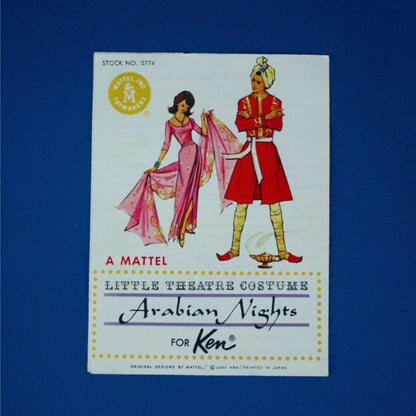 STOCK NO. 0774
MATTEL, INC.
M
TOYMAKERS
®
A MATTEL
LITTLE THEATRE COSTUME
Arabian Nights
FOR Ken®
ORIGINAL DESIGNS BY MATTEL/ © 1963 KBH/ PRINTED IN JAPAN